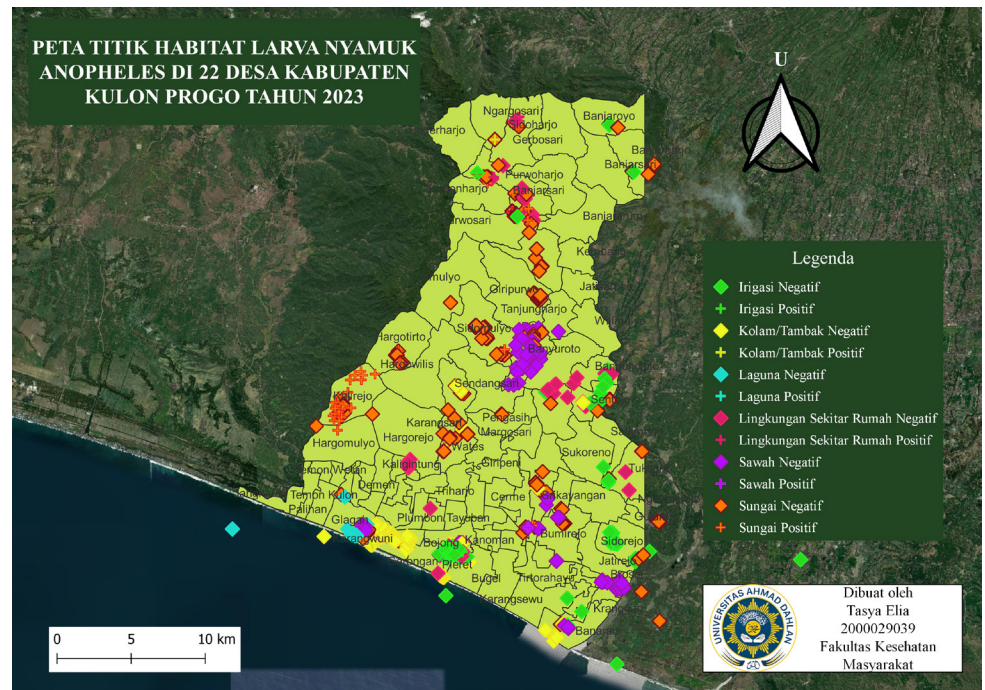 PETA TITIK HABITAT LARVA NYAMUK
ANOPHELES DI 22 DESA KABUPATEN
KULON PROGO TAHUN 2023
U
Ngargosari
Banjaroyo
Sidoharjo
Gerbosari
Banjarsari
Purwoharjo
Banjarsari
Giripurwo
Tanjungharjo
Sidomulyo
Hargotirto
Banyuroto
Hargowilis
Sendangsari
Kalirejo
Pengasih
Karangsari
Margosari
Hargorejo
Wates
Hargomulyo
Sukoreno
Kaligintung
Giripeni
Temon Wetan
Demen
Triharjo
Cerme
Temon Kulon
Palihan
Plumbon
Tayuban
Glagah
Bumirejo
Kanoman
Sidorejo
Bojong
Pleret
Bugel
Tirtorahayu
Karangsewu
Legenda
Irigasi Negatif
Irigasi Positif
Kolam/Tambak Negatif
Kolam/Tambak Positif
Laguna Negatif
Laguna Positif
Lingkungan Sekitar Rumah Negatif
Lingkungan Sekitar Rumah Positif
Sawah Negatif
Sawah Positif
Sungai Negatif
Sungai Positif
0 5 10 km
UNIVERSITAS AHMAD DAHLAN
Dibuat oleh
Tasya Elia
2000029039
Fakultas Kesehatan
Masyarakat